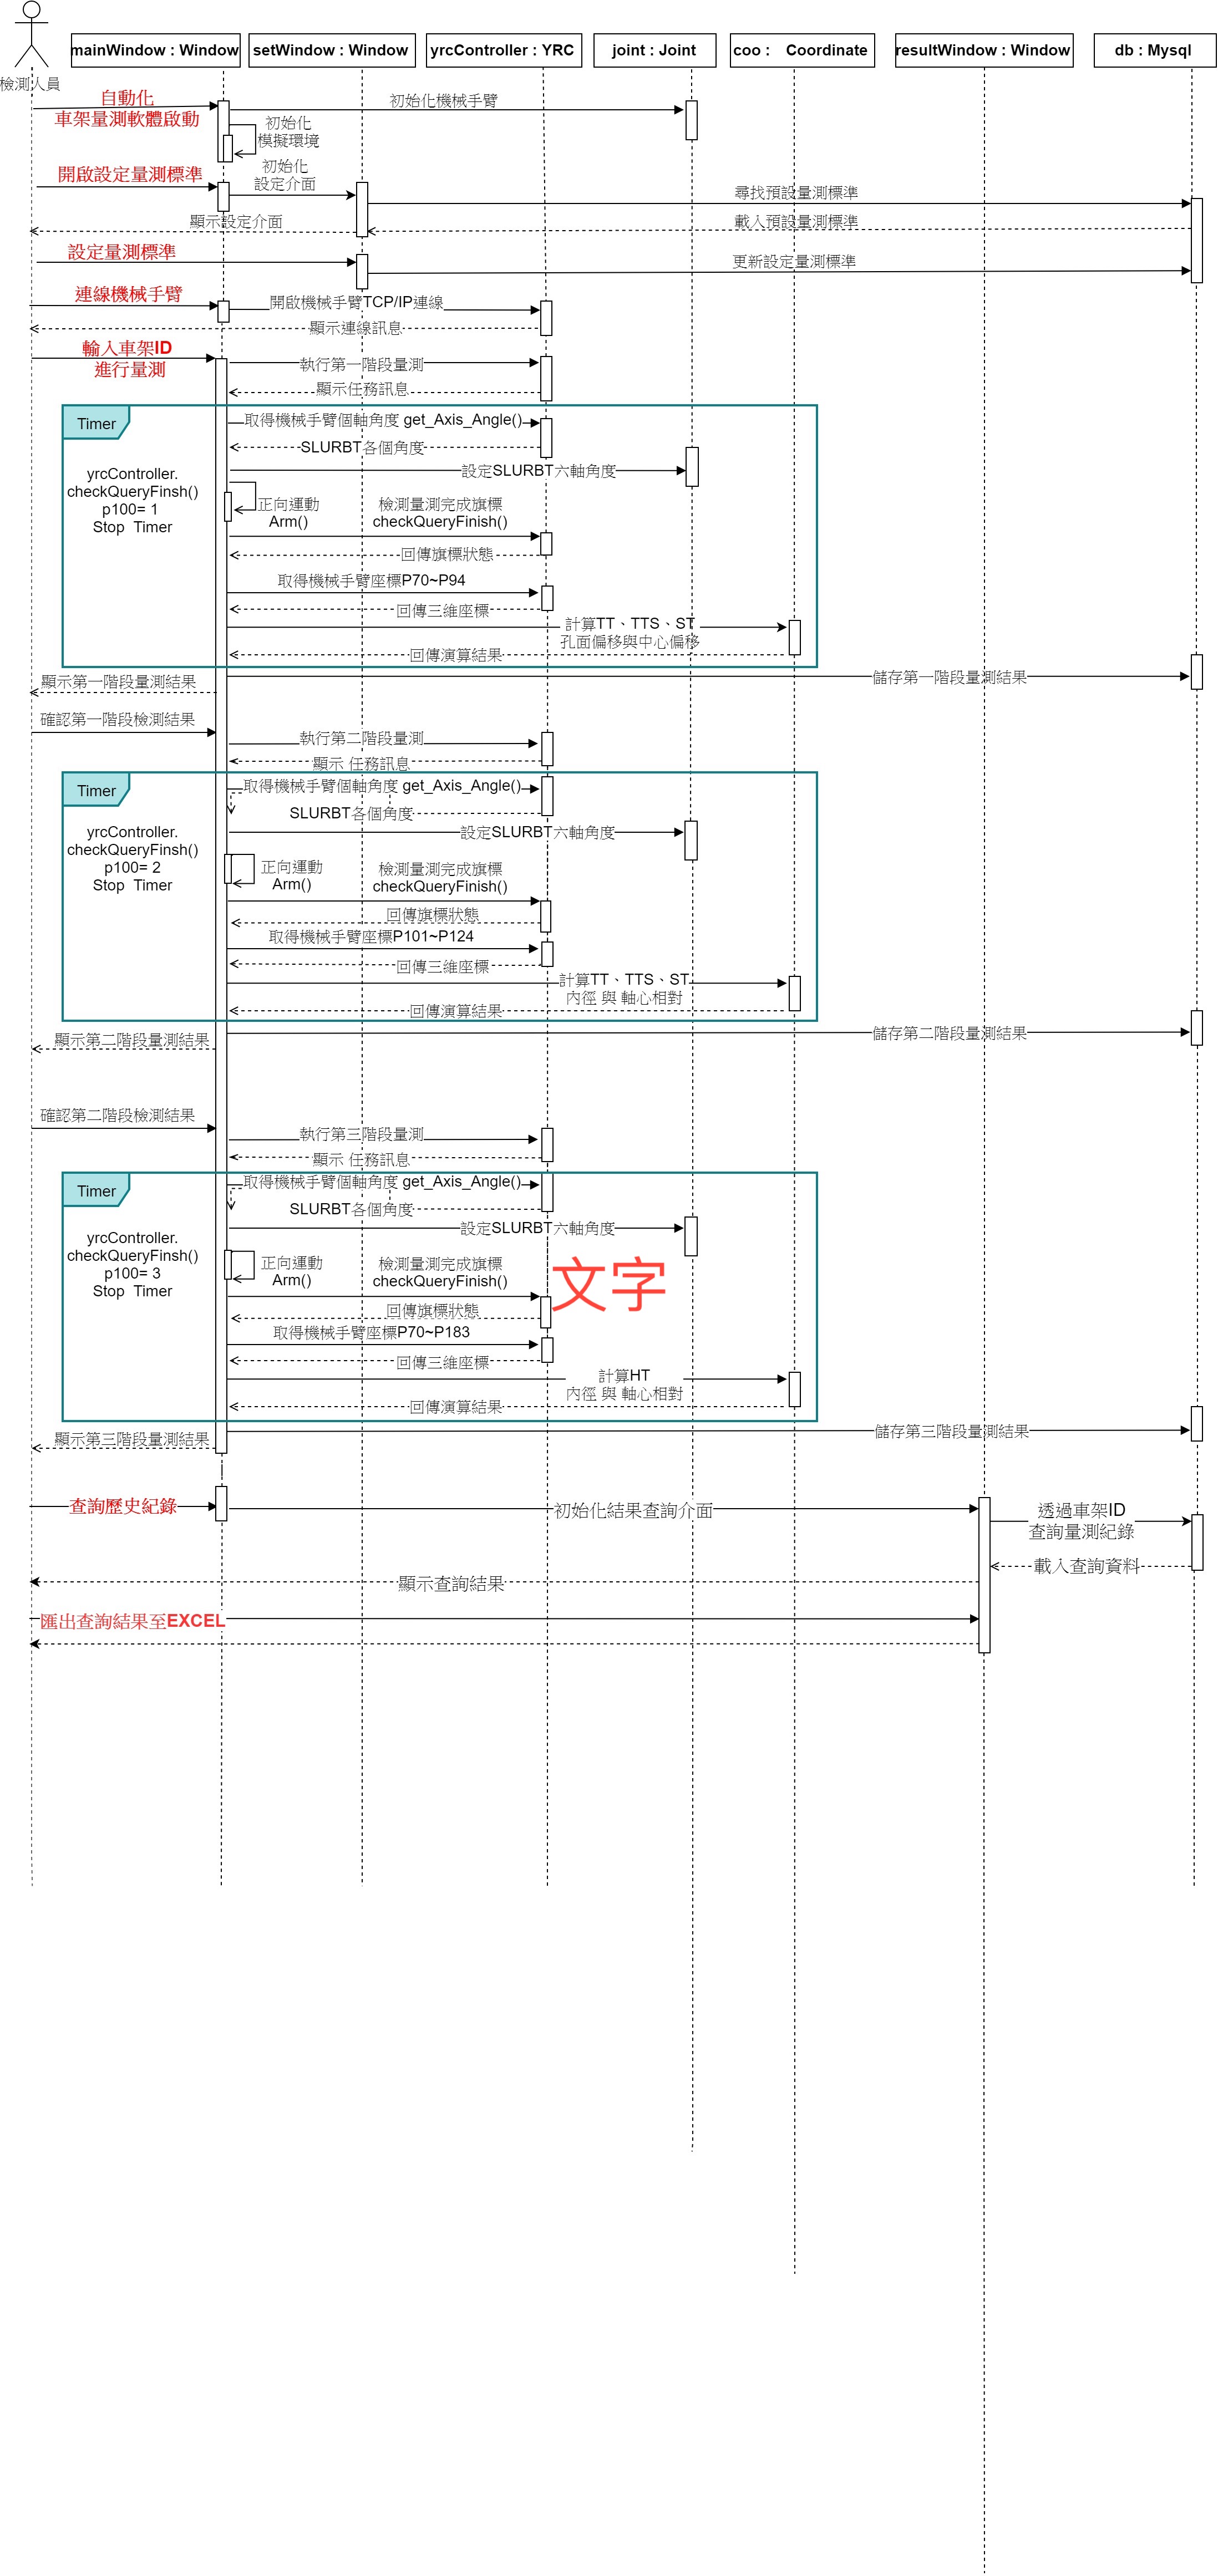 mainWindow : Window
setWindow : Window
yrcController : YRC
joint : Joint
coo :    Coordinate
resultWindow : Window
db : Mysql
檢測人員
自動化
車架量測軟體啟動
初始化機械手臂
初始化
模擬環境
開啟設定量測標準
初始化
設定介面
尋找預設量測標準
顯示設定介面
載入預設量測標準
設定量測標準
更新設定量測標準
連線機械手臂
開啟機械手臂TCP/IP連線
顯示連線訊息
輸入車架ID
進行量測
執行第一階段量測
顯示任務訊息
Timer
取得機械手臂個軸角度 get_Axis_Angle()
SLURBT各個角度
yrcController.
checkQueryFinsh()
p100= 1
Stop  Timer
設定SLURBT六軸角度
正向運動
Arm()
檢測量測完成旗標
checkQueryFinish()
回傳旗標狀態
取得機械手臂座標P70~P94
回傳三維座標
計算TT、TTS、ST
孔面偏移與中心偏移
回傳演算結果
儲存第一階段量測結果
顯示第一階段量測結果
確認第一階段檢測結果
執行第二階段量測
顯示 任務訊息
Timer
取得機械手臂個軸角度 get_Axis_Angle()
SLURBT各個角度
yrcController.
checkQueryFinsh()
p100= 2
Stop  Timer
設定SLURBT六軸角度
正向運動
Arm()
檢測量測完成旗標
checkQueryFinish()
回傳旗標狀態
取得機械手臂座標P101~P124
回傳三維座標
計算TT、TTS、ST
內徑 與 軸心相對
回傳演算結果
儲存第二階段量測結果
顯示第二階段量測結果
確認第二階段檢測結果
執行第三階段量測
顯示 任務訊息
Timer
取得機械手臂個軸角度 get_Axis_Angle()
SLURBT各個角度
yrcController.
checkQueryFinsh()
p100= 3
Stop  Timer
設定SLURBT六軸角度
正向運動
Arm()
檢測量測完成旗標
checkQueryFinish()
文字
回傳旗標狀態
取得機械手臂座標P70~P183
回傳三維座標
計算HT
內徑 與 軸心相對
回傳演算結果
儲存第三階段量測結果
顯示第三階段量測結果
查詢歷史紀錄
初始化結果查詢介面
透過車架ID
查詢量測紀錄
載入查詢資料
顯示查詢結果
匯出查詢結果至EXCEL